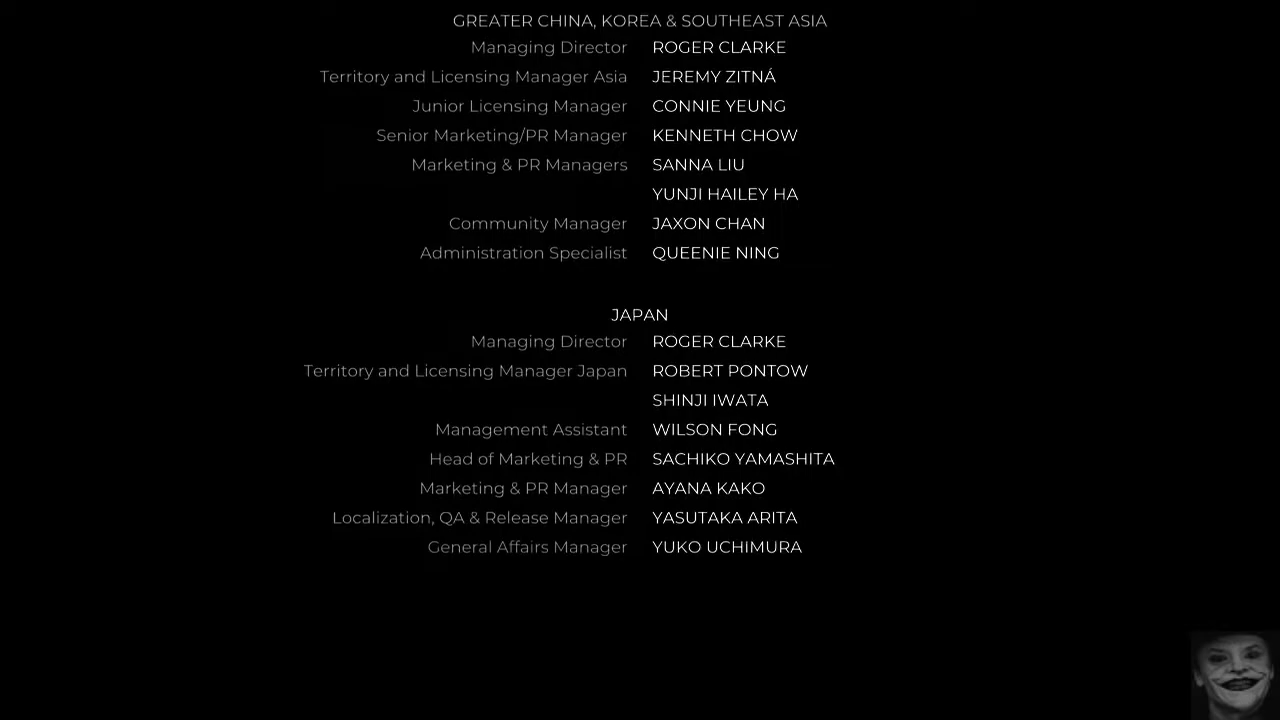 GREATER CHINA, KOREA & SOUTHEAST ASIA
Managing Director ROGER CLARKE
Territory and Licensing Manager Asia JEREMY ZITNÁ
Junior Licensing Manager CONNIE YEUNG
Senior Marketing/PR Manager KENNETH CHOW
Marketing & PR Managers SANNA LIU
YUNJI HAILEY HA
Community Manager JAXON CHAN
Administration Specialist QUEENIE NING
JAPAN
Managing Director ROGER CLARKE
Territory and Licensing Manager Japan ROBERT PONTOW
SHINJI IWATA
Management Assistant WILSON FONG
Head of Marketing & PR SACHIKO YAMASHITA
Marketing & PR Manager AYANA KAKO
Localization, QA & Release Manager YASUTAKA ARITA
General Affairs Manager YUKO UCHIMURA